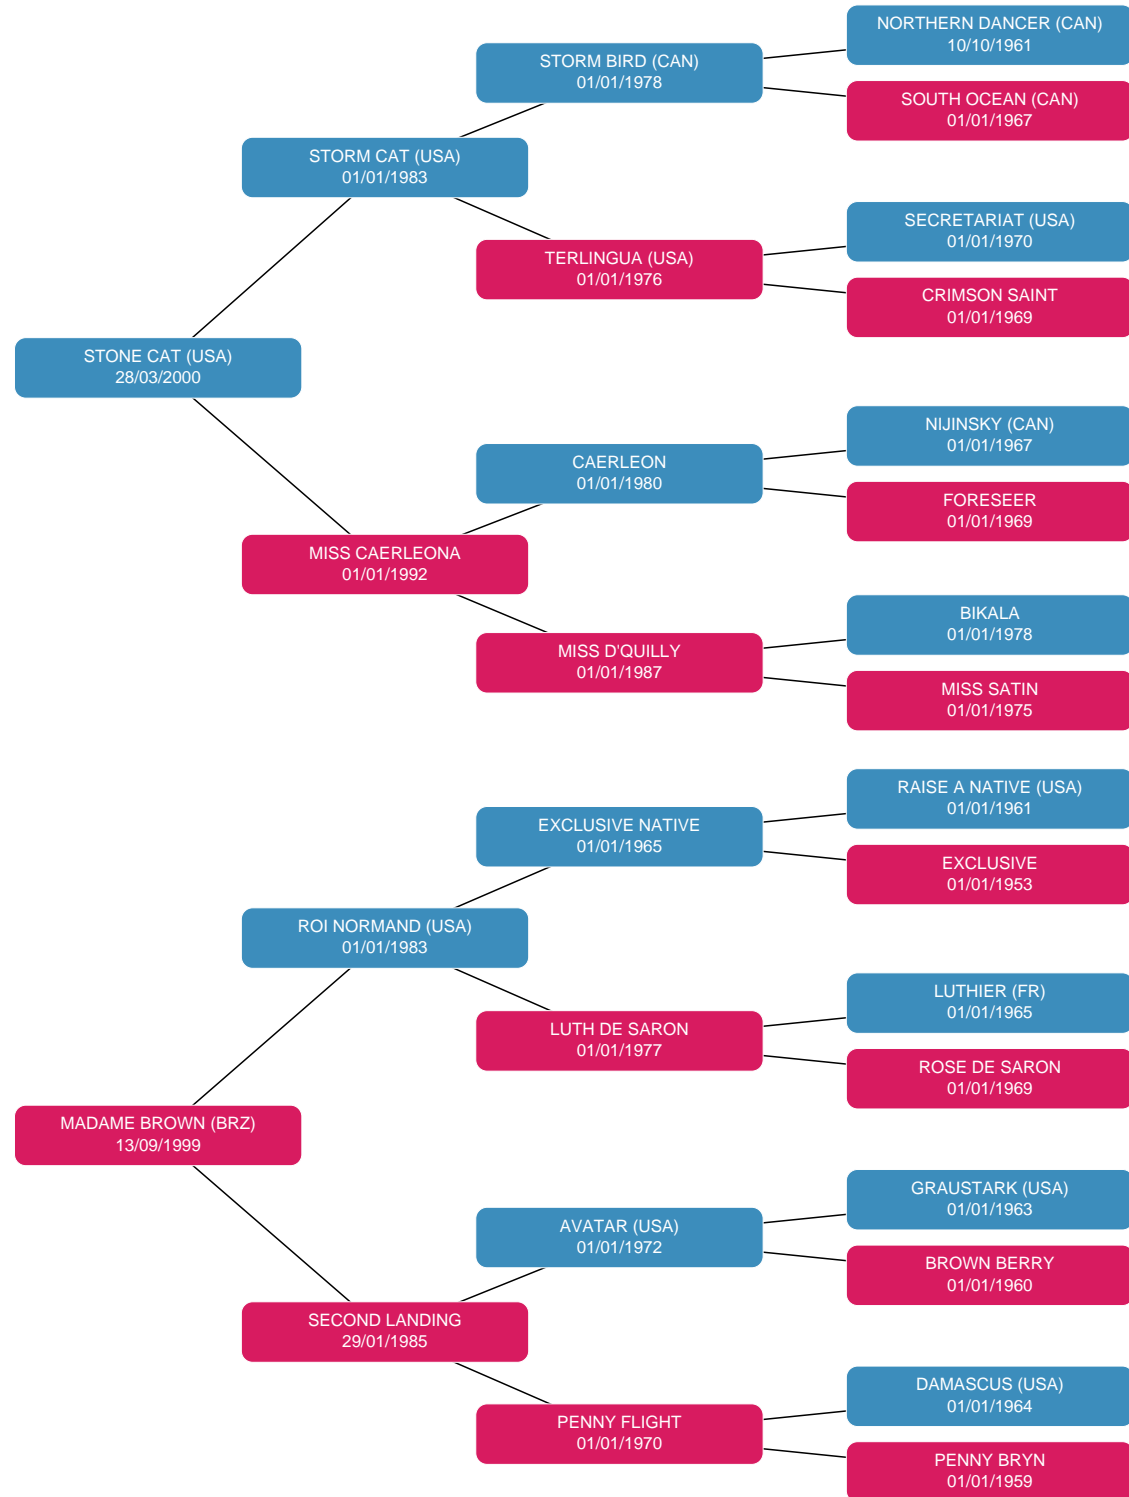 NORTHERN DANCER (CAN)
10/10/1961
STORM BIRD (CAN)
01/01/1978
SOUTH OCEAN (CAN)
01/01/1967
STORM CAT (USA)
01/01/1983
SECRETARIAT (USA)
01/01/1970
TERLINGUA (USA)
01/01/1976
CRIMSON SAINT
01/01/1969
STONE CAT (USA)
28/03/2000
NIJINSKY (CAN)
01/01/1967
CAERLEON
01/01/1980
FORESEER
01/01/1969
MISS CAERLEONA
01/01/1992
BIKALA
01/01/1978
MISS D'QUILLY
01/01/1987
MISS SATIN
01/01/1975
RAISE A NATIVE (USA)
01/01/1961
EXCLUSIVE NATIVE
01/01/1965
EXCLUSIVE
01/01/1953
ROI NORMAND (USA)
01/01/1983
LUTHIER (FR)
01/01/1965
LUTH DE SARON
01/01/1977
ROSE DE SARON
01/01/1969
MADAME BROWN (BRZ)
13/09/1999
GRAUSTARK (USA)
01/01/1963
AVATAR (USA)
01/01/1972
BROWN BERRY
01/01/1960
SECOND LANDING
29/01/1985
DAMASCUS (USA)
01/01/1964
PENNY FLIGHT
01/01/1970
PENNY BRYN
01/01/1959